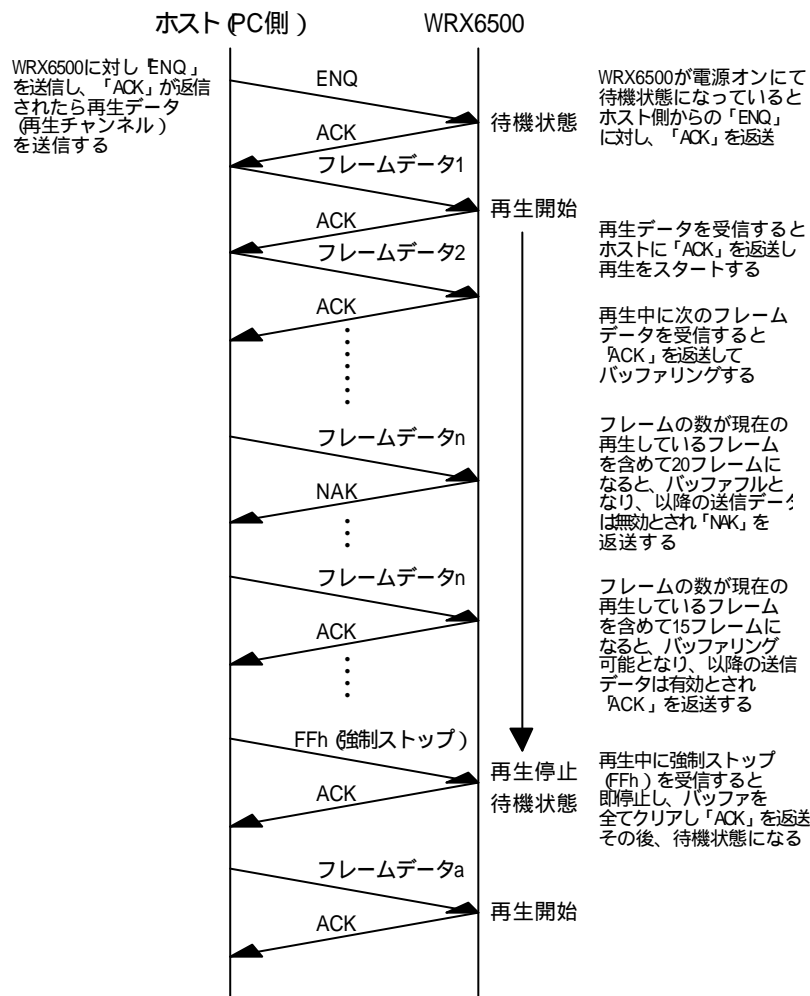 ホスト(PC側) WRX6500
WRX6500に対し「ENQ」
を送信し、「ACK」が返信
されたら再生データ
(再生チャンネル)
を送信する
ENQ
WRX6500が電源オンにて
待機状態になっていると
ホスト側からの「ENQ」
に対し、「ACK」を返送
待機状態
ACK
フレームデータ1
再生開始
ACK
再生データを受信すると
ホストに「ACK」を返送し
再生をスタートする
フレームデータ2
ACK
再生中に次のフレーム
データを受信すると
「ACK」を返送して
バッファリングする
フレームデータn
NAK
フレームの数が現在の
再生しているフレーム
を含めて20フレームに
なると、バッファフルと
なり、以降の送信データ
は無効とされ「NAK」を
返送する
フレームデータn
ACK
フレームの数が現在の
再生しているフレーム
を含めて15フレームに
なると、バッファリング
可能となり、以降の送信
データは有効とされ
「ACK」を返送する
FFh(強制ストップ)
再生停止
待機状態
ACK
再生中に強制ストップ
(FFh)を受信すると
即停止し、バッファを
全てクリアし「ACK」を返送
その後、待機状態になる
フレームデータa
再生開始
ACK